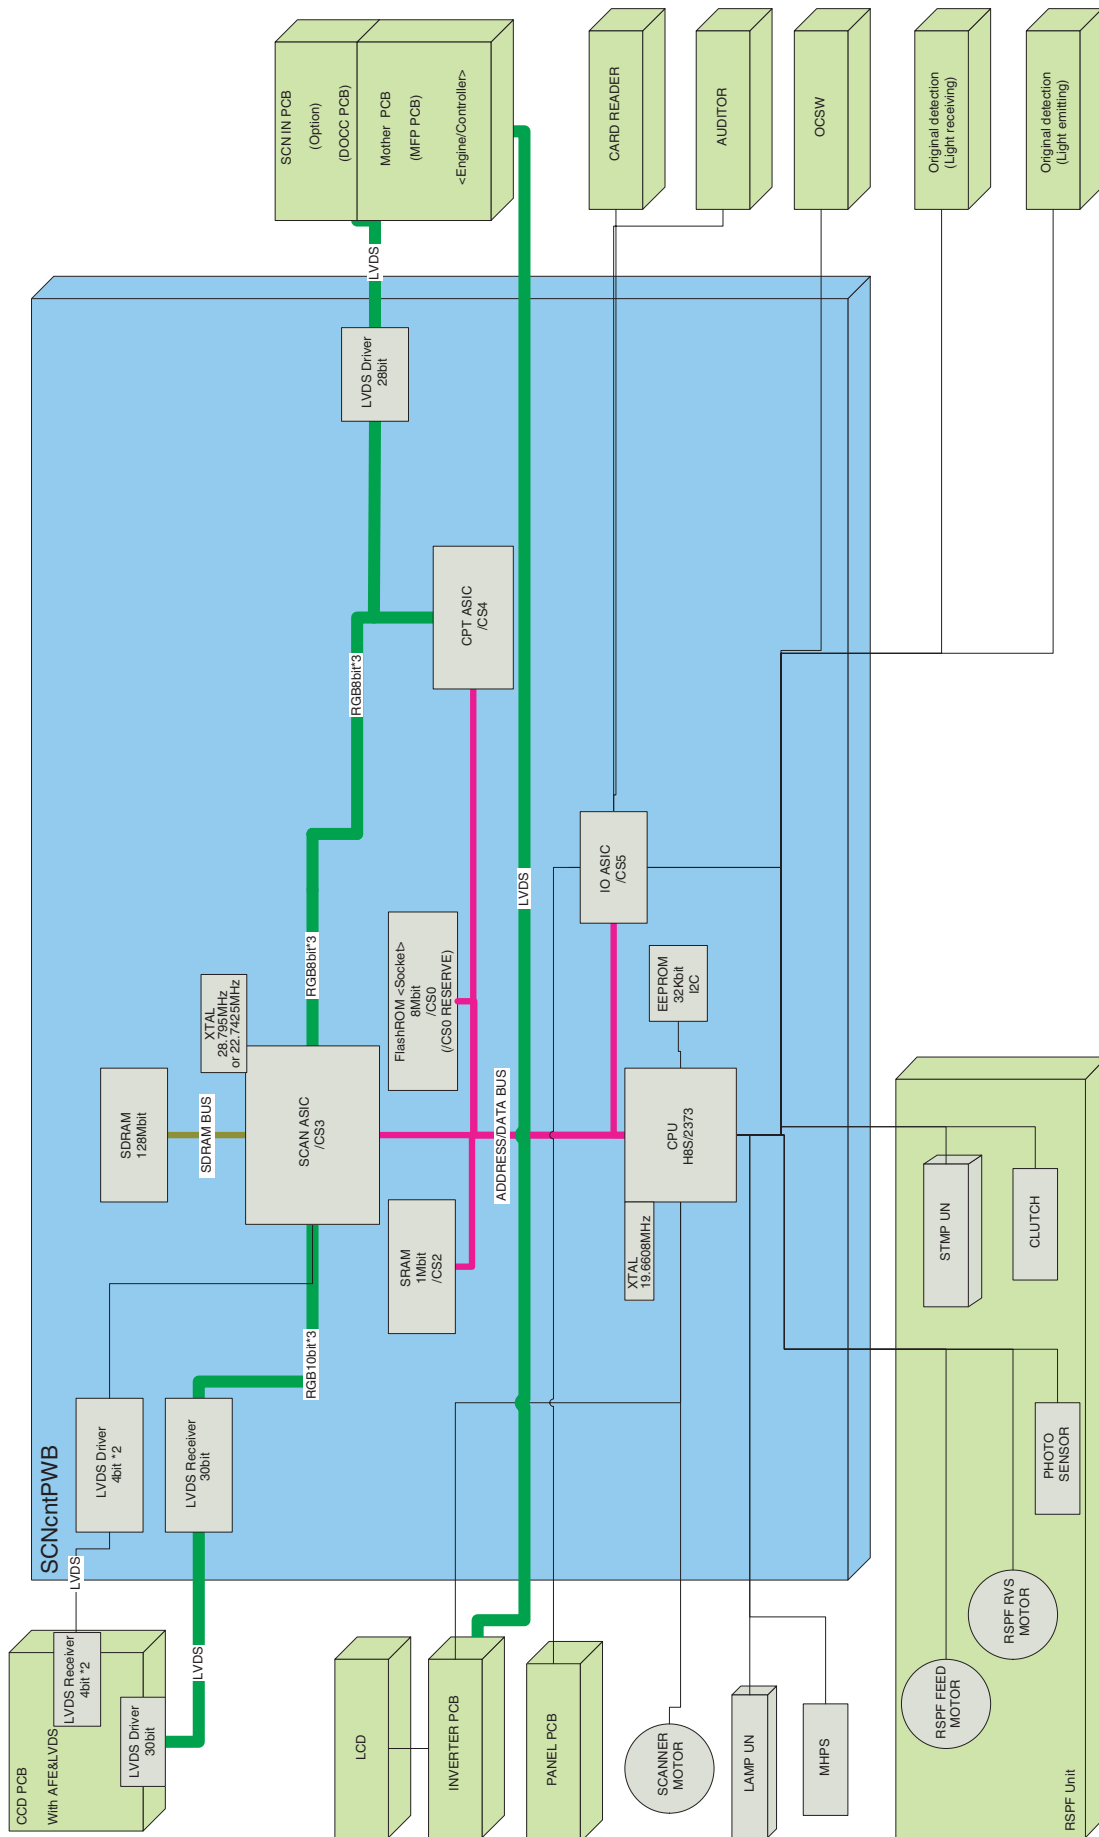 SCNcntPWB
CCD PCB
With AFE&LVDS
LVDS Receiver
4bit *2
LVDS Driver
30bit
LVDS
LVDS
LVDS Driver
4bit *2
LVDS Receiver
30bit
RGB10bit*3
SDRAM
128Mbit
SDRAM BUS
XTAL
28.795MHz
or 22.7425MHz
SCAN ASIC
/CS3
RGB8bit*3
RGB8bit*3
LVDS Driver
28bit
LVDS
SCN IN PCB
(Option)
(DOCC PCB)
Mother PCB
(MFP PCB)
<Engine/Controller>
SRAM
1Mbit
/CS2
FlashROM <Socket>
8Mbit
/CS0
(/CS0 RESERVE)
CPT ASIC
/CS4
ADDRESS/DATA BUS
LVDS
IO ASIC
/CS5
EEPROM
32Kbit
I2C
CPU
H8S/2373
XTAL
19.6608MHz
CARD READER
AUDITOR
OCSW
Original detection
(Light receiving)
Original detection
(Light emitting)
LCD
INVERTER PCB
PANEL PCB
SCANNER
MOTOR
LAMP UN
MHPS
RSPF FEED
MOTOR
RSPF RVS
MOTOR
PHOTO
SENSOR
STMP UN
CLUTCH
RSPF Unit